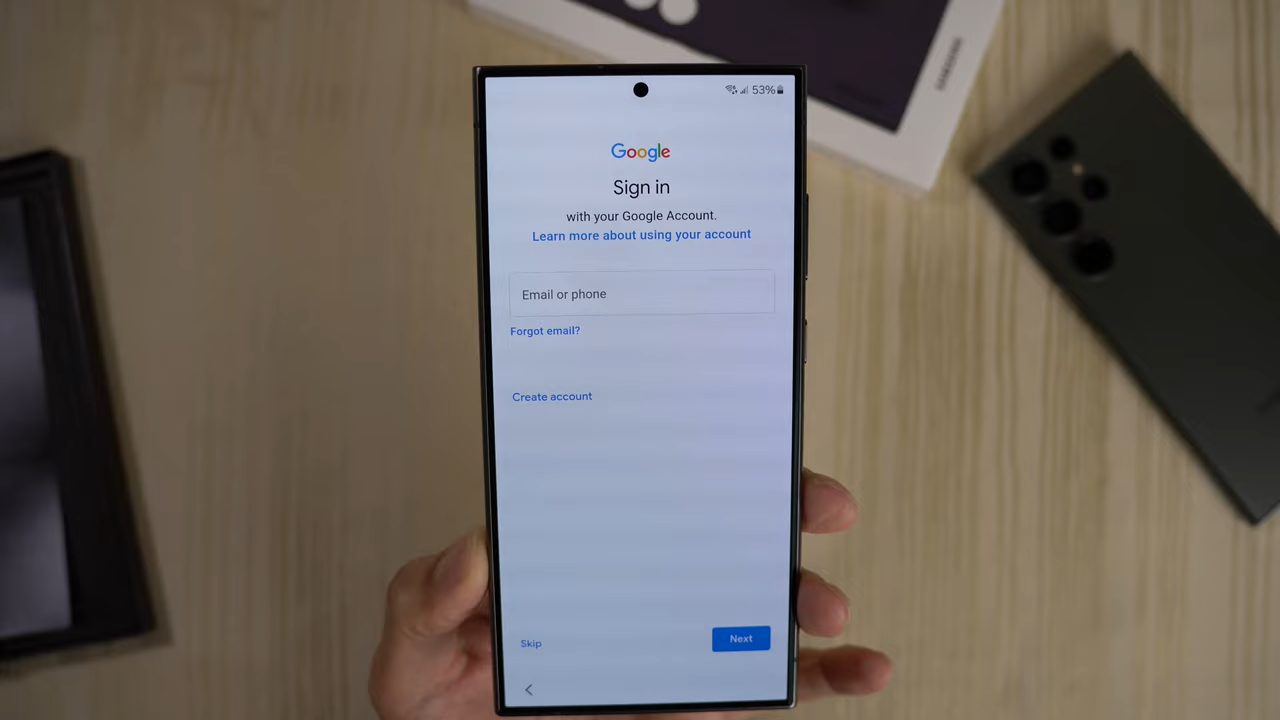 SAMSUNG
53%
Google
Sign in
with your Google Account.
Learn more about using your account
Email or phone
Forgot email?
Create account
Skip
Next